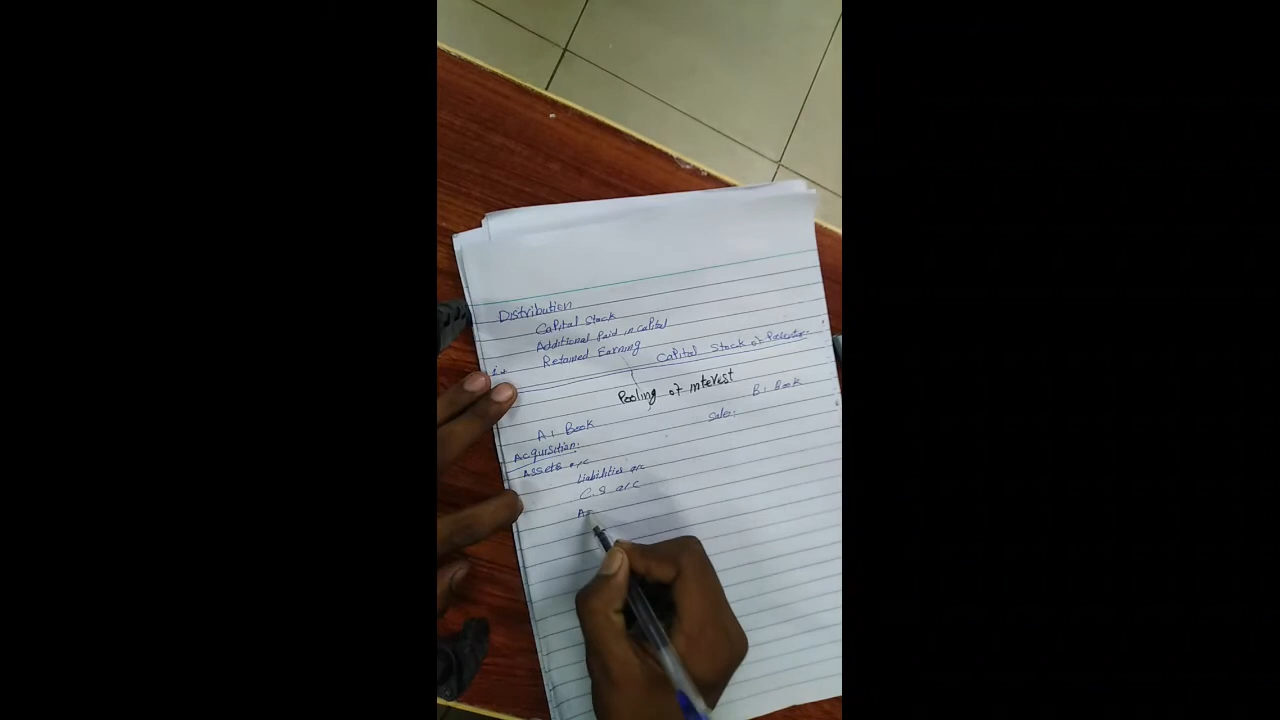 Distribution
Capital Stock
Additional Paid in capital
Retained Earning
Capital Stock of
Pooling of interest
A: Book
B: Book
Acquisition:
Sales:
Assets a/c
Liabilities a/c
C.S a/c